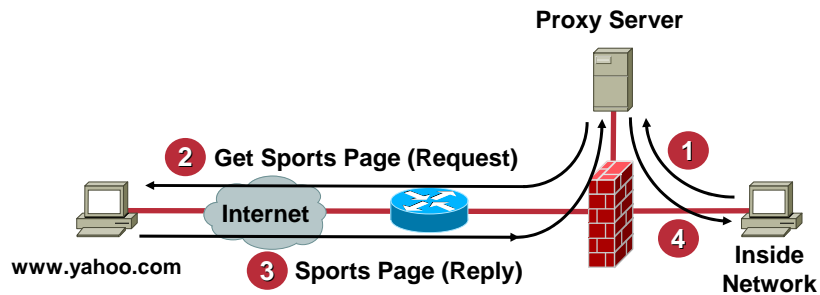 Proxy Server
2 Get Sports Page (Request)
1
Internet
www.yahoo.com
3 Sports Page (Reply)
4
Inside
Network